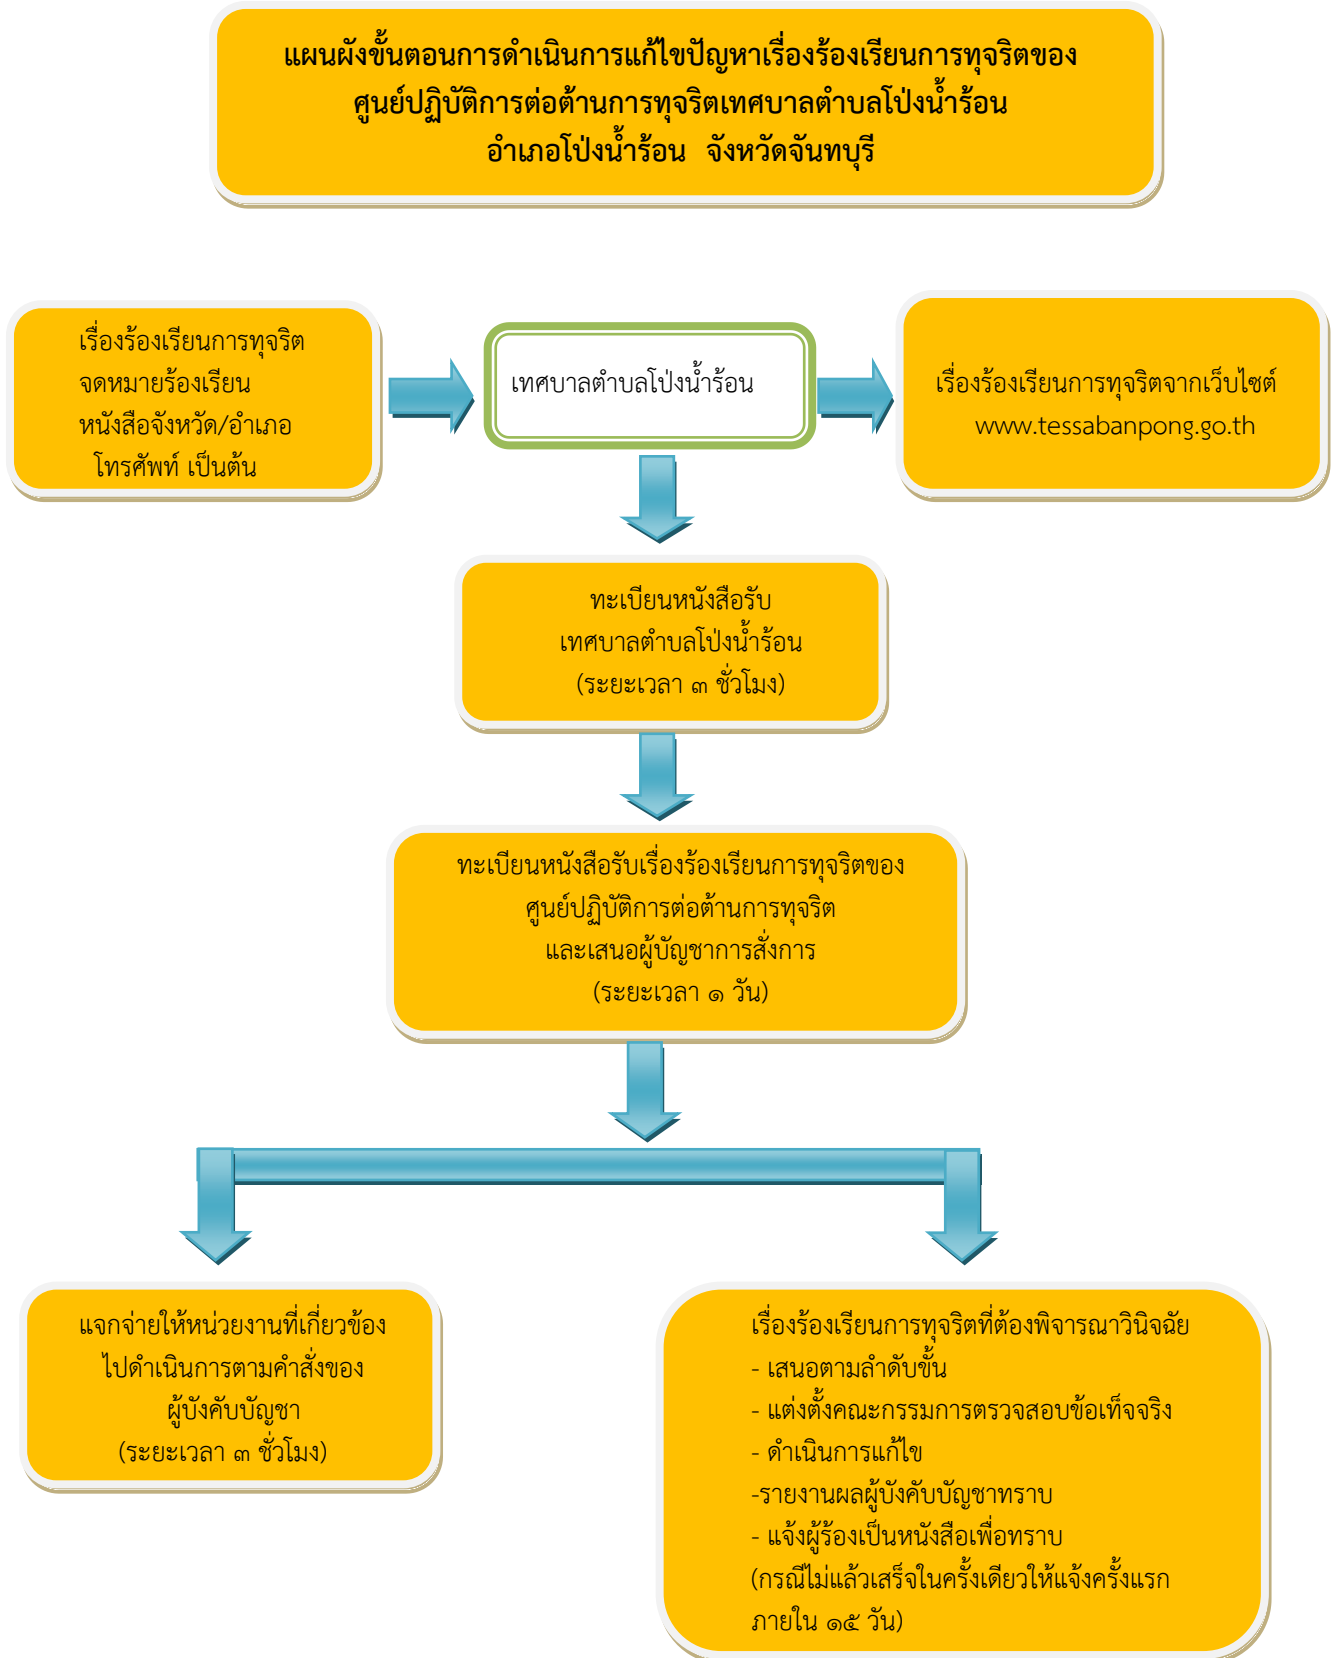 แผนผังขั้นตอนการดำเนินการแก้ไขปัญหาเรื่องร้องเรียนการทุจริตของ
ศูนย์ปฏิบัติการต่อต้านการทุจริตเทศบาลตำบลโป่งน้ำร้อน
อำเภอโป่งน้ำร้อน จังหวัดจันทบุรี
เรื่องร้องเรียนการทุจริต
จดหมายร้องเรียน
หนังสือจังหวัด/อำเภอ
โทรศัพท์ เป็นต้น
เทศบาลตำบลโป่งน้ำร้อน
เรื่องร้องเรียนการทุจริตจากเว็บไซต์
www.tessabanpong.go.th
ทะเบียนหนังสือรับ
เทศบาลตำบลโป่งน้ำร้อน
(ระยะเวลา ๓ ชั่วโมง)
ทะเบียนหนังสือรับเรื่องร้องเรียนการทุจริตของ
ศูนย์ปฏิบัติการต่อต้านการทุจริต
และเสนอผู้บัญชาการสั่งการ
(ระยะเวลา ๑ วัน)
แจกจ่ายให้หน่วยงานที่เกี่ยวข้อง
ไปดำเนินการตามคำสั่งของ
ผู้บังคับบัญชา
(ระยะเวลา ๓ ชั่วโมง)
เรื่องร้องเรียนการทุจริตที่ต้องพิจารณาวินิจฉัย
- เสนอตามลำดับขั้น
- แต่งตั้งคณะกรรมการตรวจสอบข้อเท็จจริง
- ดำเนินการแก้ไข
-รายงานผลผู้บังคับบัญชาทราบ
- แจ้งผู้ร้องเป็นหนังสือเพื่อทราบ
(กรณีไม่แล้วเสร็จในครั้งเดียวให้แจ้งครั้งแรก
ภายใน ๑๕ วัน)